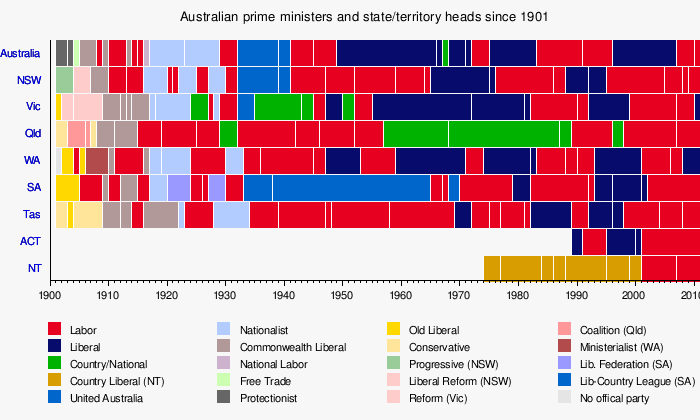 Australian prime ministers and state/territory heads since 1901
Australia
NSW
Vic
Qld
WA
SA
Tas
ACT
NT
1900 1910 1920 1930 1940 1950 1960 1970 1980 1990 2000 2010
Labor Nationalist Old Liberal Coalition (Qld)
Liberal Commonwealth Liberal Conservative Ministerialist (WA)
Country/National National Labor Progressive (NSW) Lib. Federation (SA)
Country Liberal (NT) Free Trade Liberal Reform (NSW) Lib-Country League (SA)
United Australia Protectionist Reform (Vic) No offical party